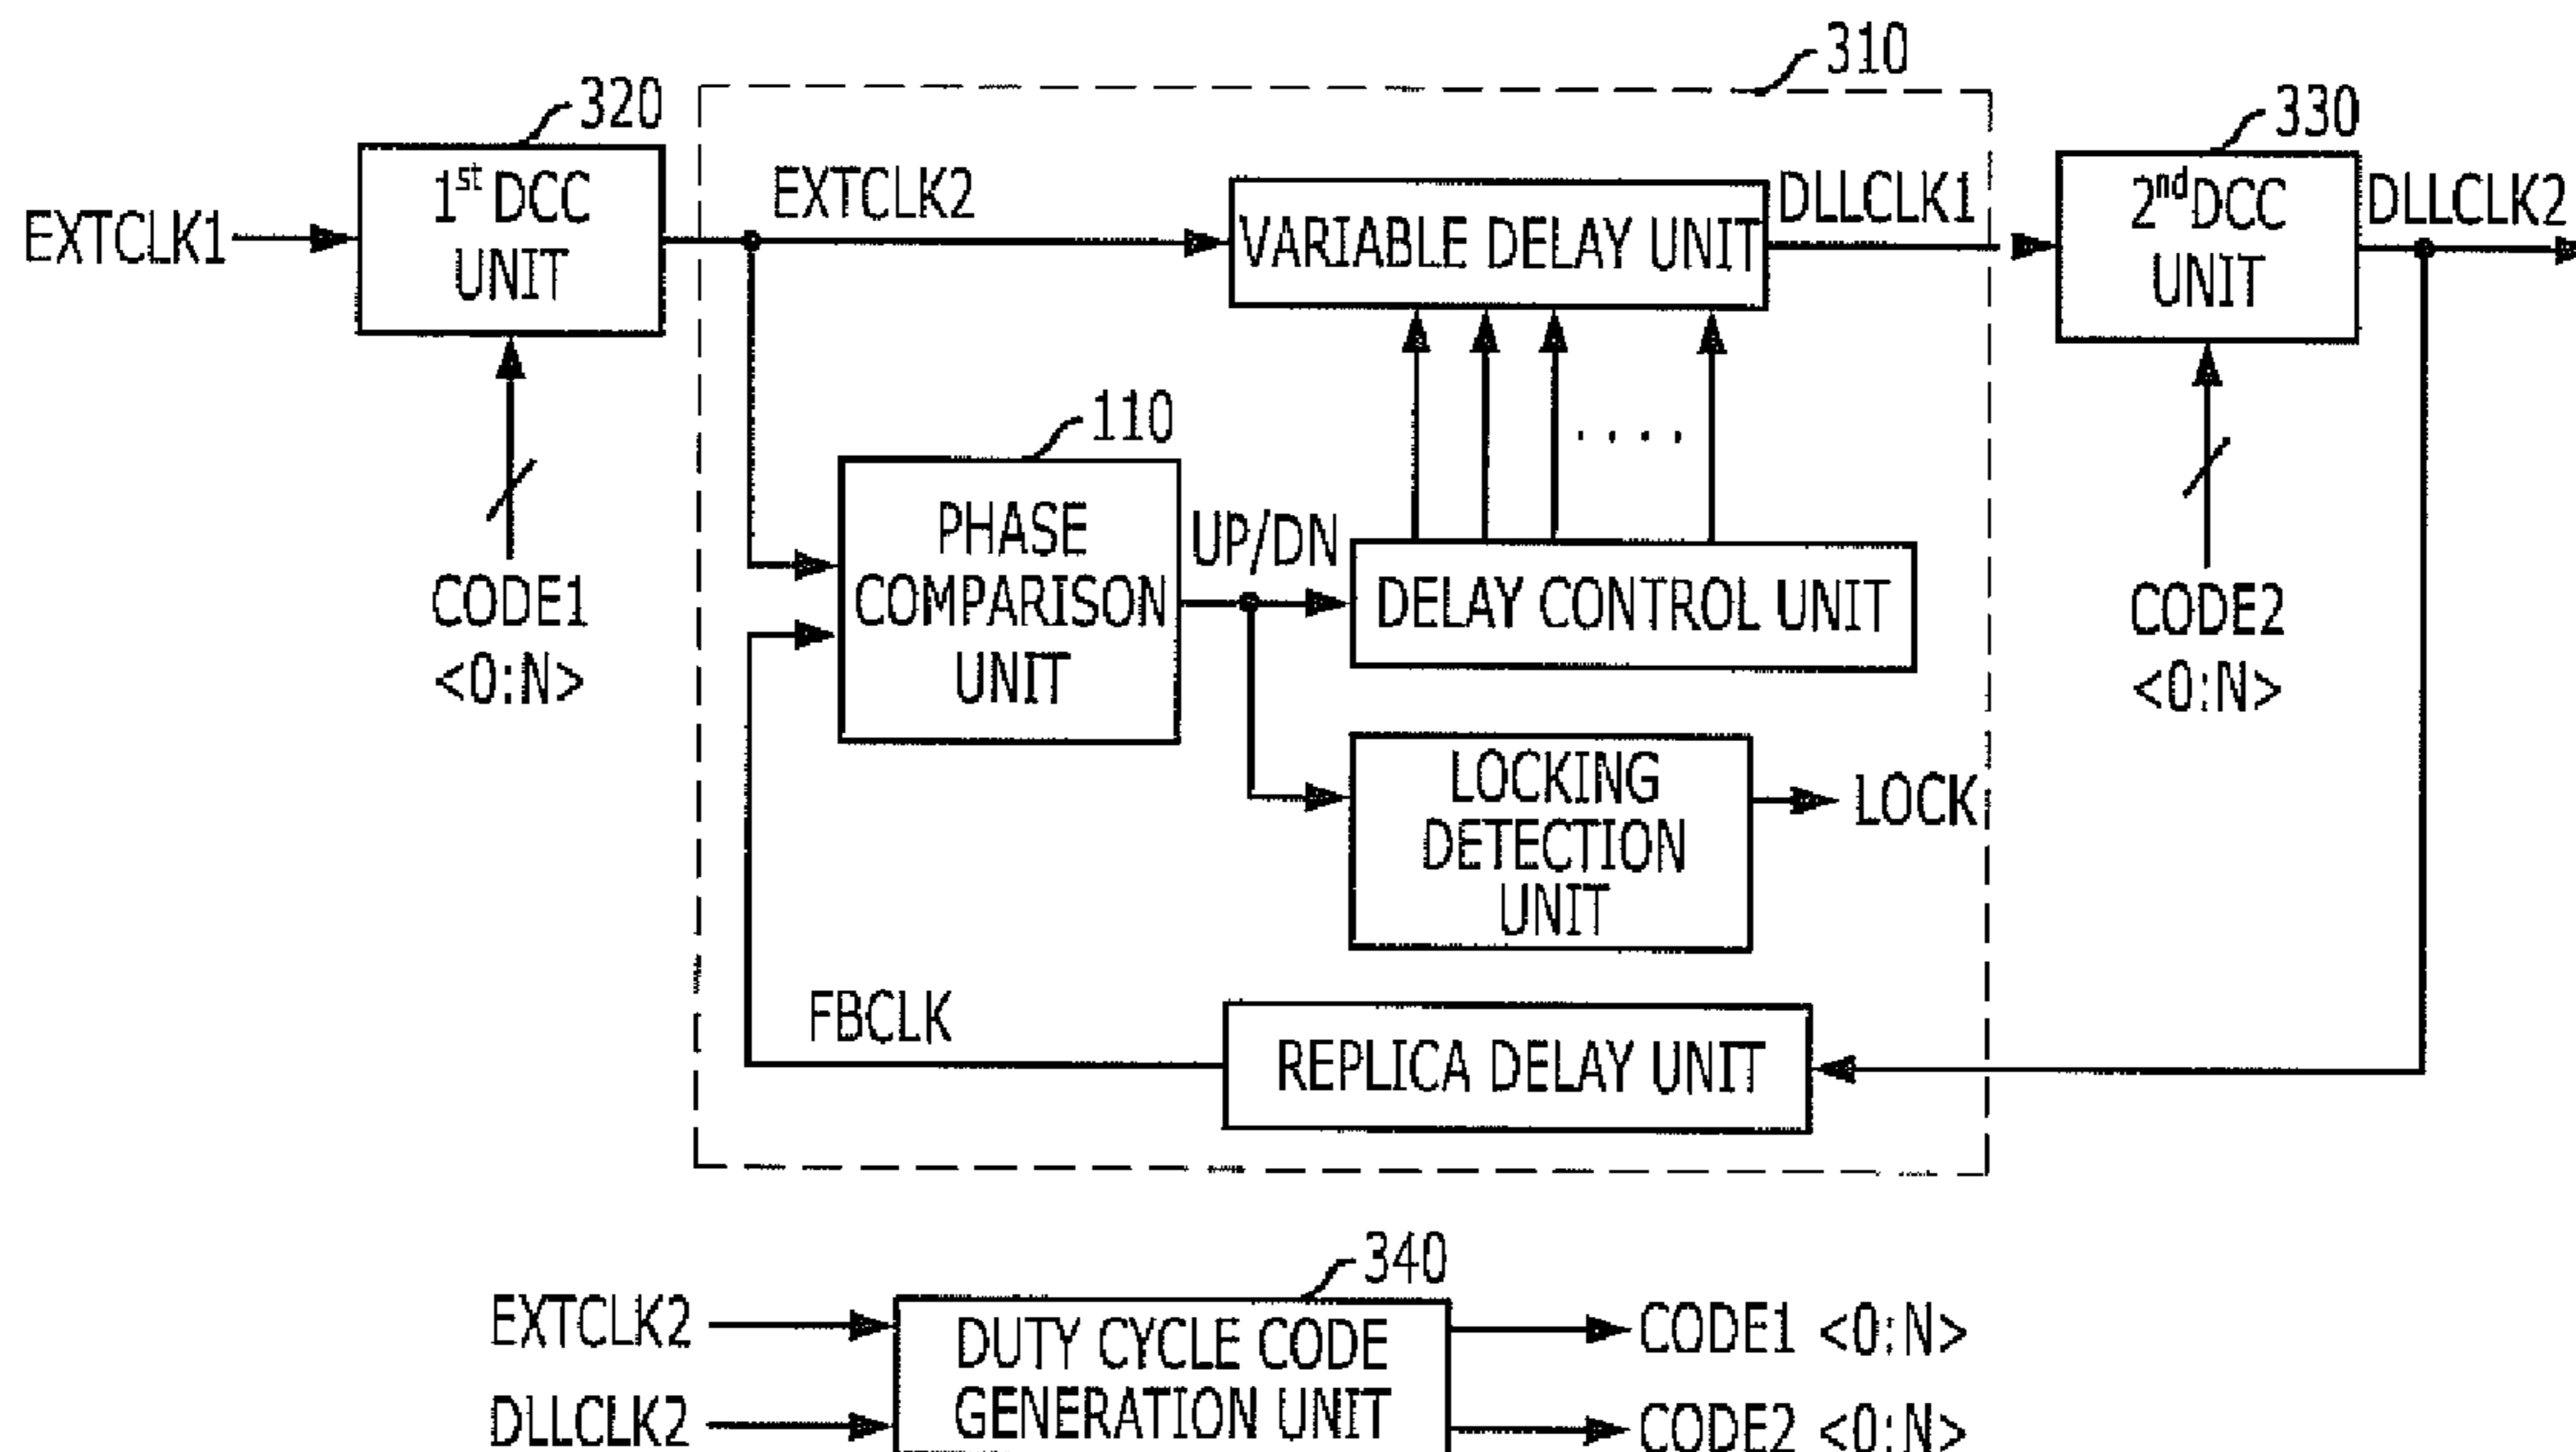 310
320
330
EXTCLK1
1st DCC
UNIT
EXTCLK2
VARIABLE DELAY UNIT
DLLCLK1
2nd DCC
UNIT
DLLCLK2
110
CODE1
<0:N>
PHASE
COMPARISON
UNIT
UP/DN
DELAY CONTROL UNIT
CODE2
<0:N>
LOCKING
DETECTION
UNIT
LOCK
FBCLK
REPLICA DELAY UNIT
340
EXTCLK2
DLLCLK2
DUTY CYCLE CODE
GENERATION UNIT
CODE1 <0:N>
CODE2 <0:N>